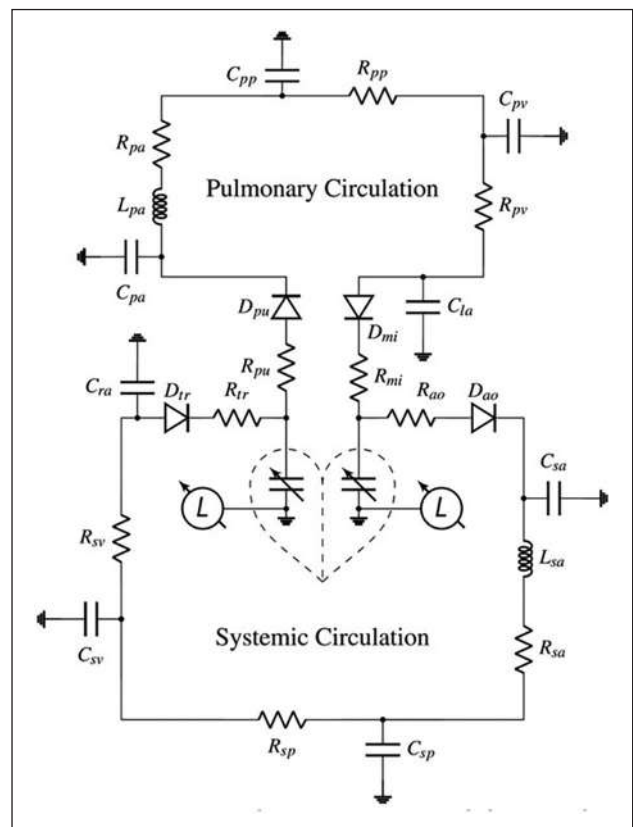 C_pp
R_pp
C_pv
R_pa
Pulmonary Circulation
L_pa
R_pv
C_pa
D_pu
D_mi
C_la
R_pu
R_mi
C_ra
D_tr
R_tr
R_ao
D_ao
C_sa
L
L
R_sv
L_sa
C_sv
Systemic Circulation
R_sa
R_sp
C_sp